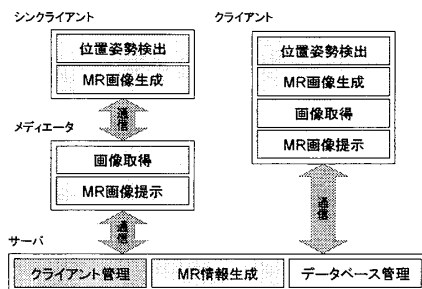 シンクライアント
位置姿勢検出
MR画像生成
通信
メディエータ
画像取得
MR画像提示
通信
クライアント
位置姿勢検出
MR画像生成
画像取得
MR画像提示
通信
サーバ
クライアント管理
MR情報生成
データベース管理